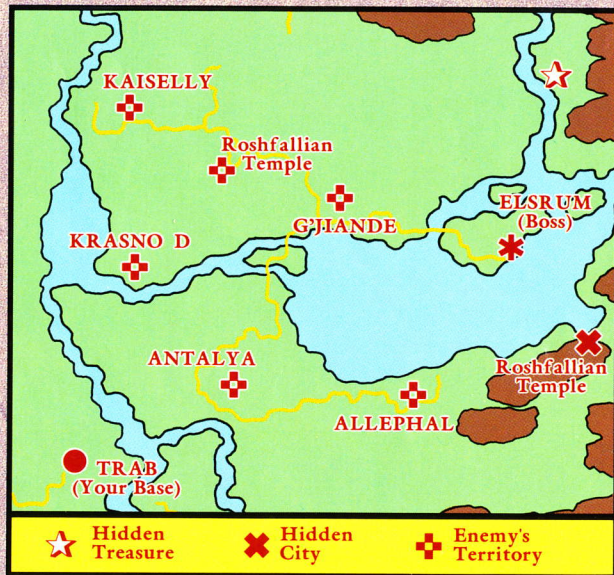 KAISELLY
Roshfallian
Temple
G'JIANDE
ELSRUM
(Boss)
KRASNO D
ANTALYA
Roshfallian
Temple
ALLEPHAL
TRAB
(Your Base)
Hidden
Treasure
Hidden
City
Enemy's
Territory